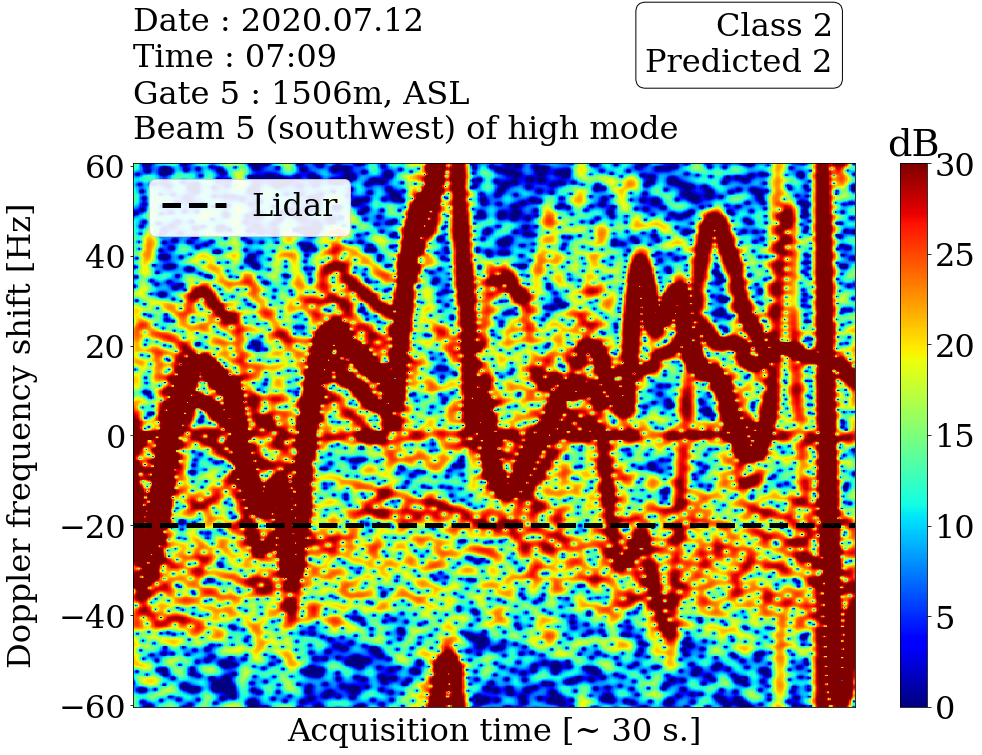 Date : 2020.07.12
Time : 07:09
Gate 5 : 1506m, ASL
Beam 5 (southwest) of high mode
Class 2
Predicted 2
dB
Lidar
Doppler frequency shift [Hz]
60
40
20
0
−20
−40
−60
Acquisition time [~ 30 s.]
30
25
20
15
10
5
0